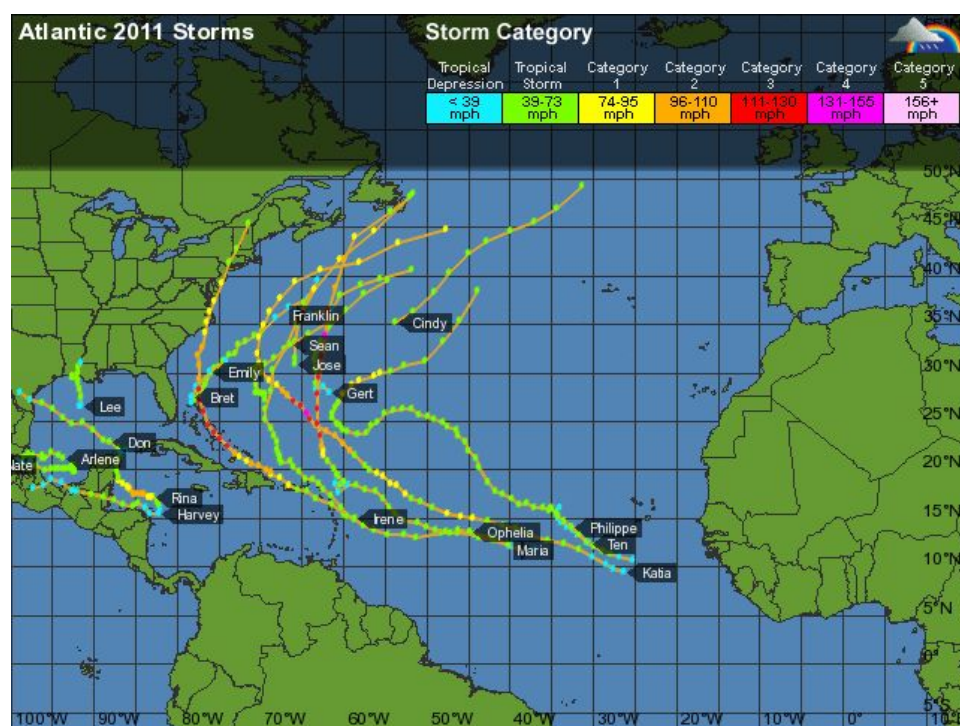 Atlantic 2011 Storms
Storm Category
Tropical Depression
Tropical Storm
Category 1
Category 2
Category 3
Category 4
Category 5
< 39 mph
39-73 mph
74-95 mph
96-110 mph
111-130 mph
131-155 mph
156+ mph
50°N
45°N
40°N
35°N
30°N
25°N
20°N
15°N
10°N
5°N
0°
5°S
Franklin
Cindy
Sean
Jose
Emily
Gert
Bret
Lee
Don
Arlene
Nate
Rina
Harvey
Irene
Ophelia
Maria
Philippe
Ten
Katia
100°W
90°W
80°W
70°W
60°W
50°W
40°W
30°W
20°W
10°W
0°
10°E